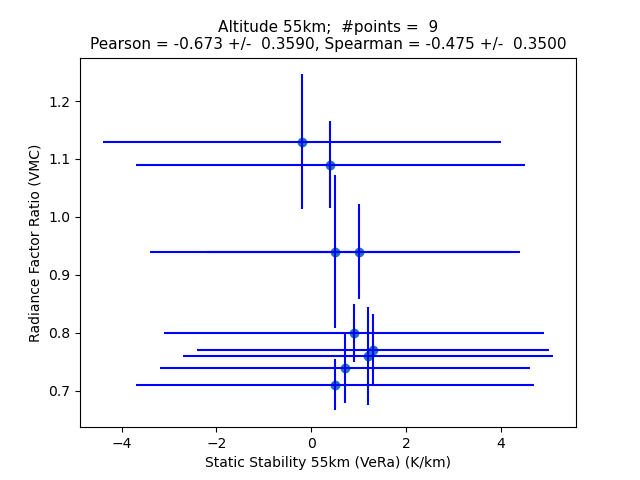 Altitude 55km;  #points =  9
Pearson = -0.673 +/-  0.3590, Spearman = -0.475 +/-  0.3500
1.2
1.1
1.0
0.9
0.8
0.7
Radiance Factor Ratio (VMC)
−4
−2
0
2
4
Static Stability 55km (VeRa) (K/km)